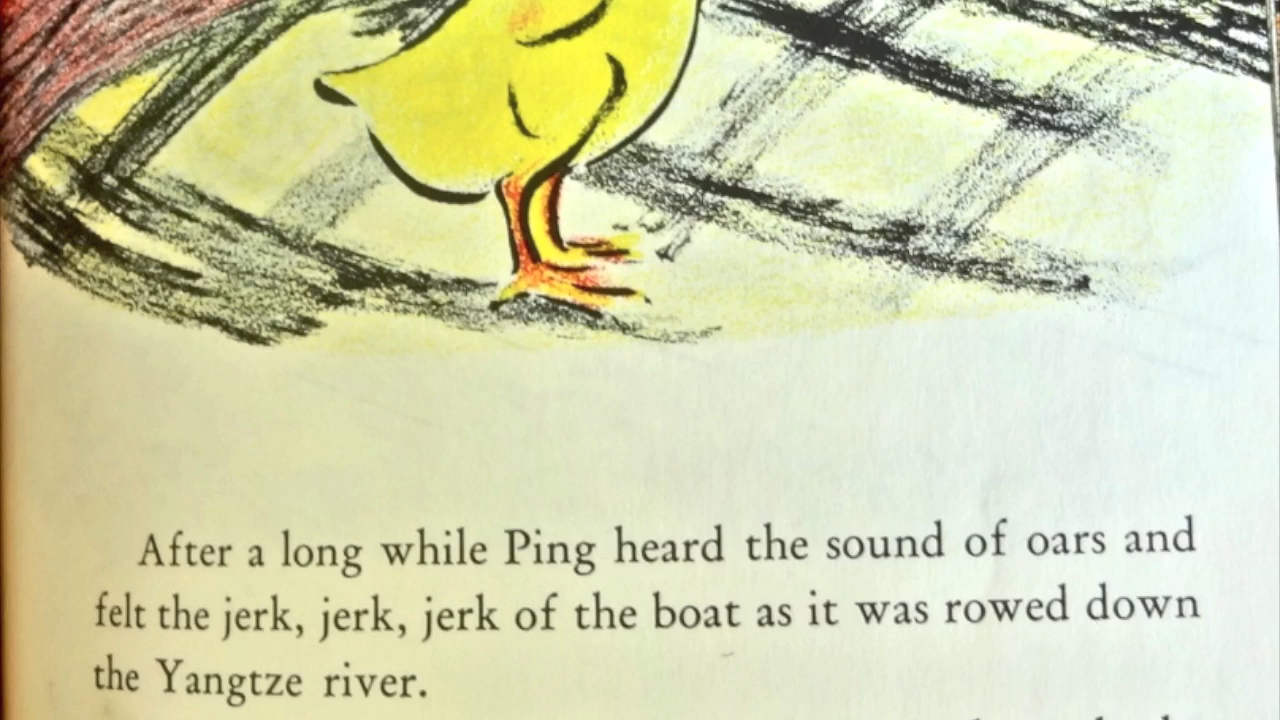 After a long while Ping heard the sound of oars and
felt the jerk, jerk, jerk of the boat as it was rowed down
the Yangtze river.